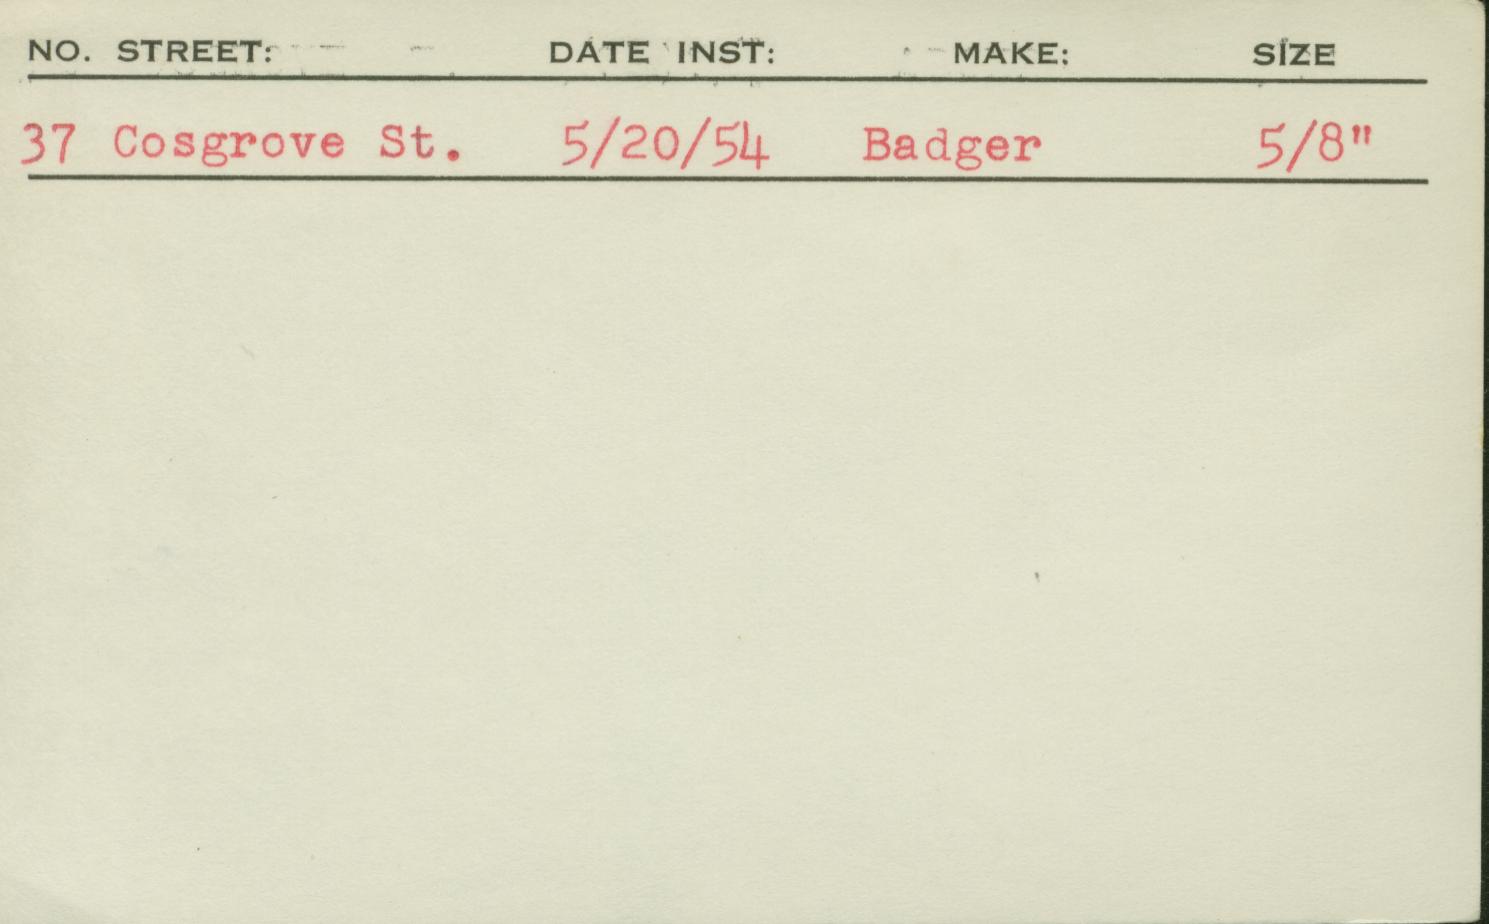 NO. STREET: DATE INST: MAKE: SIZE
37 Cosgrove St. 5/20/54 Badger 5/8"